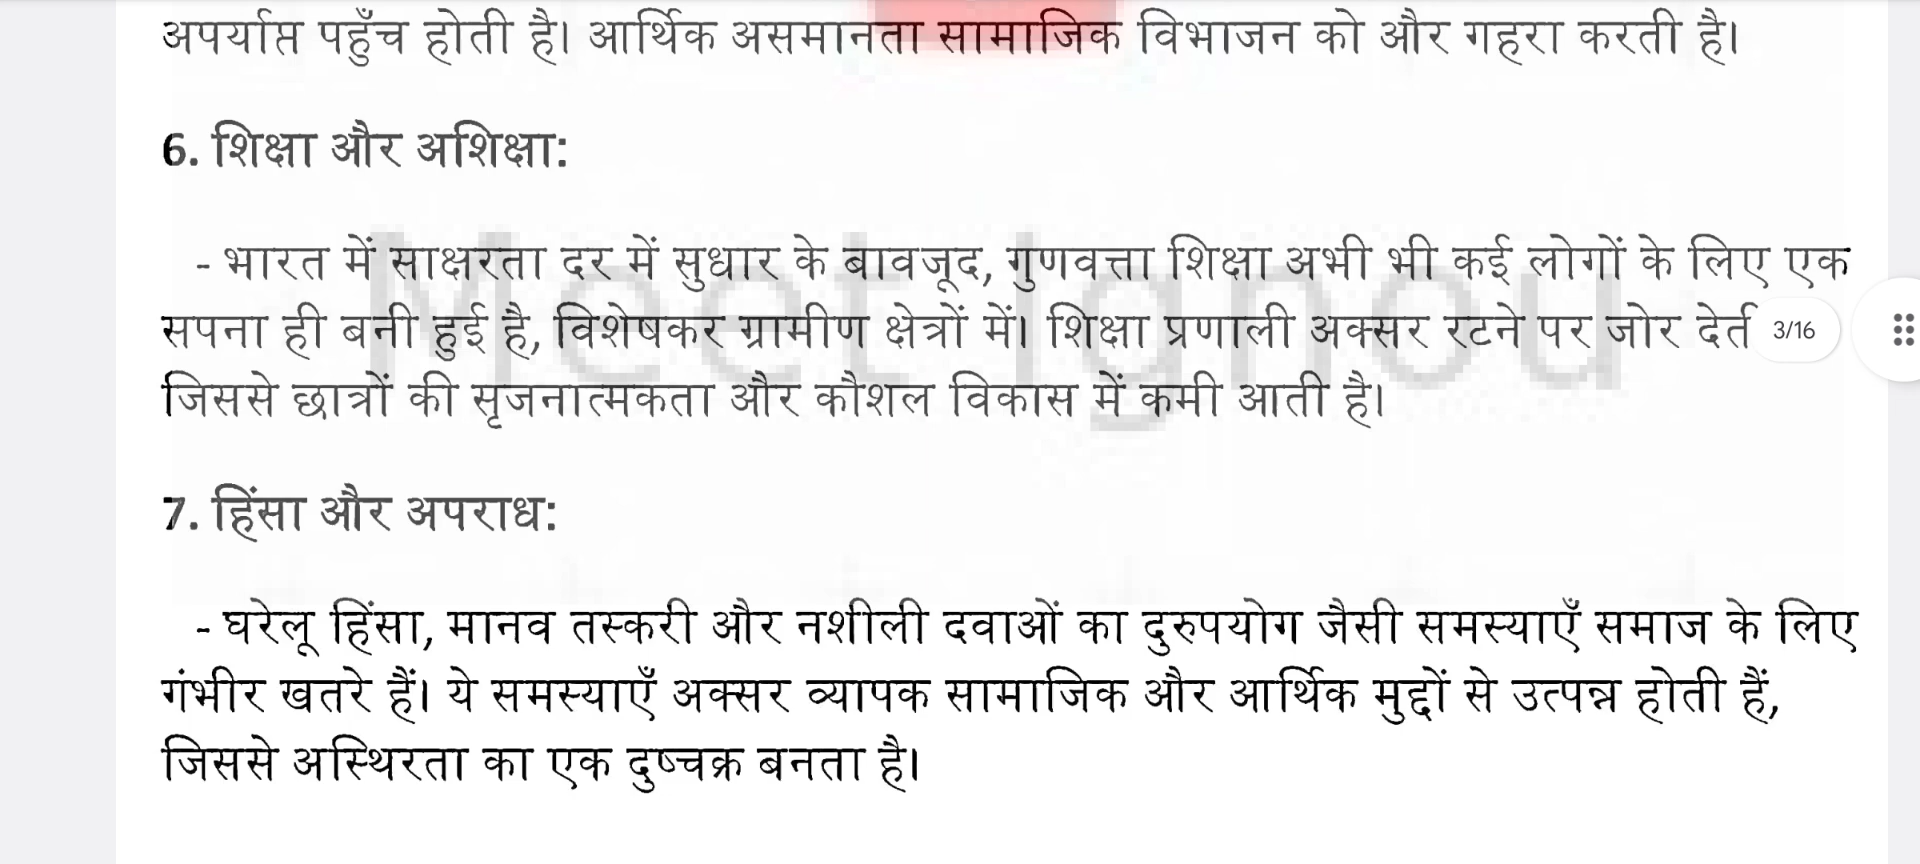 अपर्याप्त पहुँच होती है। आर्थिक असमानता सामाजिक विभाजन को और गहरा करती है।
6. शिक्षा और अशिक्षा:
- भारत में साक्षरता दर में सुधार के बावजूद, गुणवत्ता शिक्षा अभी भी कई लोगों के लिए एक
सपना ही बनी हुई है, विशेषकर ग्रामीण क्षेत्रों में। शिक्षा प्रणाली अक्सर रटने पर जोर
3/16
जिससे छात्रों की सृजनात्मकता और कौशल विकास में कमी आती है।
Meet Ignou
7. हिंसा और अपराध:
- घरेलू हिंसा, मानव तस्करी और नशीली दवाओं का दुरुपयोग जैसी समस्याएँ समाज के लिए
गंभीर खतरे हैं। ये समस्याएँ अक्सर व्यापक सामाजिक और आर्थिक मुद्दों से उत्पन्न होती हैं,
जिससे अस्थिरता का एक दुष्चक्र बनता है।